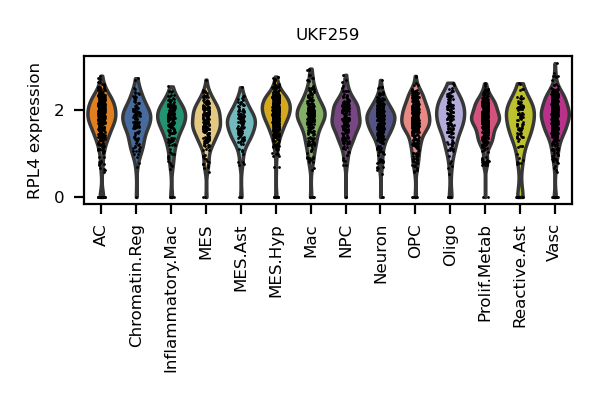 UKF259
RPL4 expression
2
0
AC
Chromatin.Reg
Inflammatory.Mac
MES
MES.Ast
MES.Hyp
Mac
NPC
Neuron
OPC
Oligo
Prolif.Metab
Reactive.Ast
Vasc